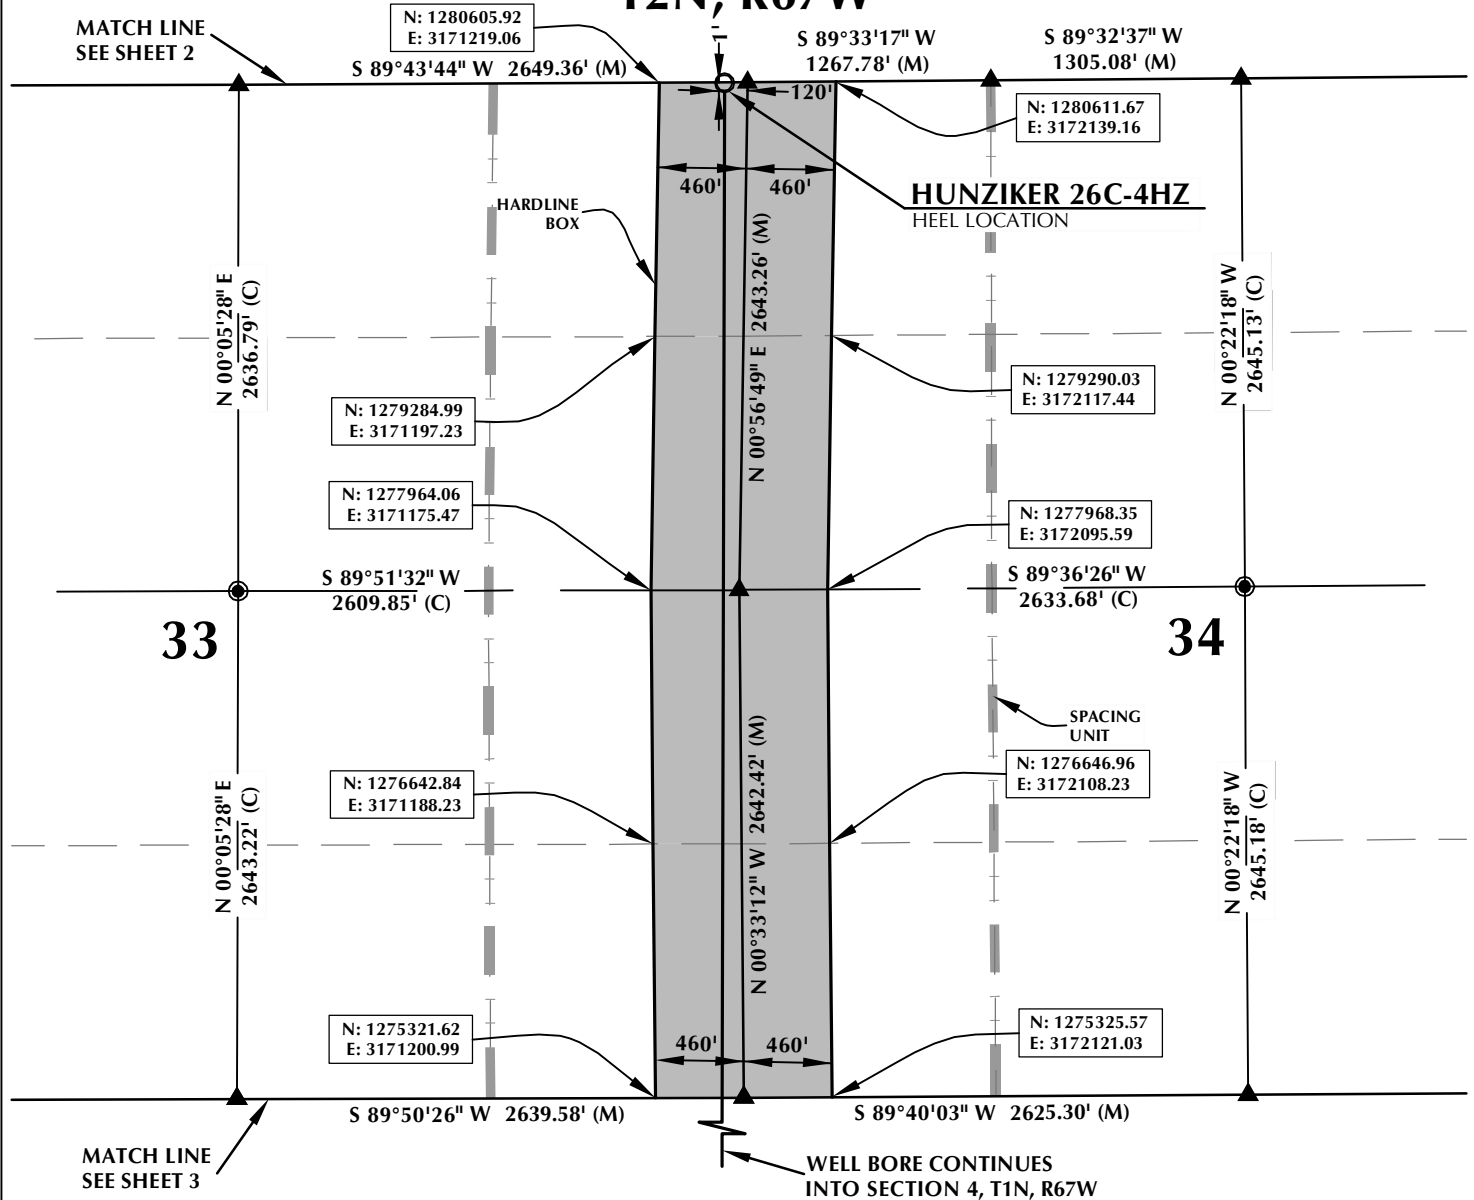 T2N, R67W
MATCH LINE
SEE SHEET 2
N: 1280605.92
E: 3171219.06
1'
S 89°43'44" W 2649.36' (M)
S 89°33'17" W
1267.78' (M)
S 89°32'37" W
1305.08' (M)
120'
N: 1280611.67
E: 3172139.16
460'
460'
HUNZIKER 26C-4HZ
HEEL LOCATION
HARDLINE
BOX
N 00°05'28" E
2636.79' (C)
N 00°56'49" E 2643.26' (M)
N 00°22'18" W
2645.13' (C)
N: 1279284.99
E: 3171197.23
N: 1279290.03
E: 3172117.44
N: 1277964.06
E: 3171175.47
N: 1277968.35
E: 3172095.59
S 89°51'32" W
2609.85' (C)
S 89°36'26" W
2633.68' (C)
33
34
SPACING
UNIT
N: 1276642.84
E: 3171188.23
N: 1276646.96
E: 3172108.23
N 00°05'28" E
2643.22' (C)
N 00°33'12" W 2642.42' (M)
N 00°22'18" W
2645.18' (C)
N: 1275321.62
E: 3171200.99
N: 1275325.57
E: 3172121.03
460'
460'
S 89°50'26" W 2639.58' (M)
S 89°40'03" W 2625.30' (M)
MATCH LINE
SEE SHEET 3
WELL BORE CONTINUES
INTO SECTION 4, T1N, R67W